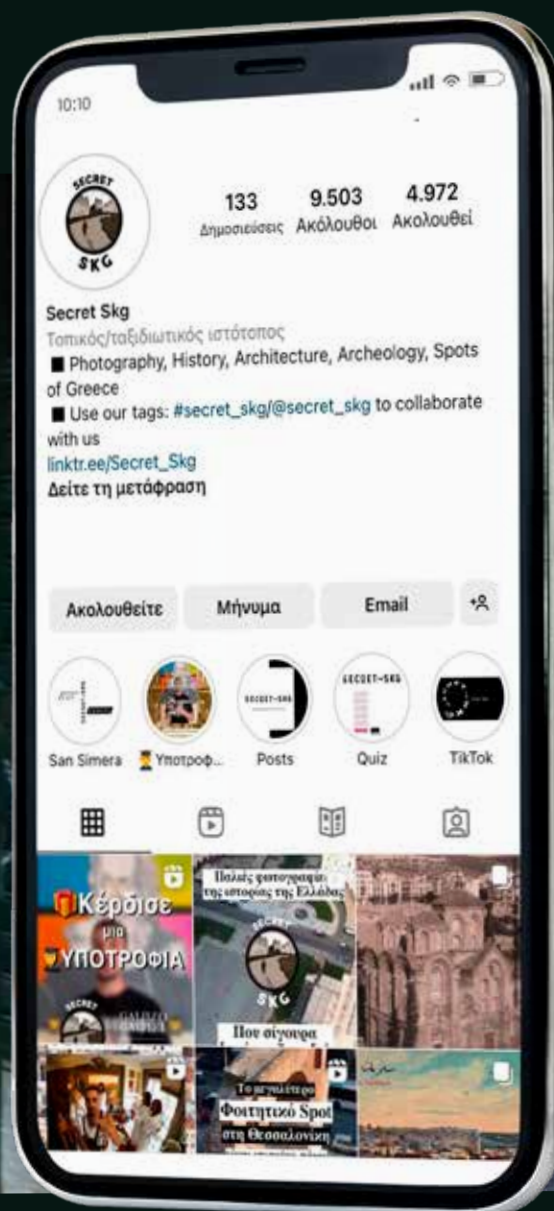 10:10
SECRET
SKG
133
9.503
4.972
Δημοσιεύσεις
Ακόλουθοι
Ακολουθεί
Secret Skg
Τοπικός/ταξιδιωτικός ιστότοπος
Photography, History, Architecture, Archeology, Spots
of Greece
Use our tags: #secret_skg/@secret_skg to collaborate
with us
linktr.ee/Secret_Skg
Δείτε τη μετάφραση
Ακολουθείτε
Μήνυμα
Email
SECRET-SKG
SECRET-SKG
San Simera
Υποτροφ...
Posts
Quiz
TikTok
Κέρδισε
μια
ΥΠΟΤΡΟΦΙΑ
SECRET
Παλιές φωτογραφίες
της ιστορίας της Ελλάδας
SECRET
SKG
Που σίγουρα
Το μεγαλύτερο
Φοιτητικό Spot
στη Θεσσαλονίκη